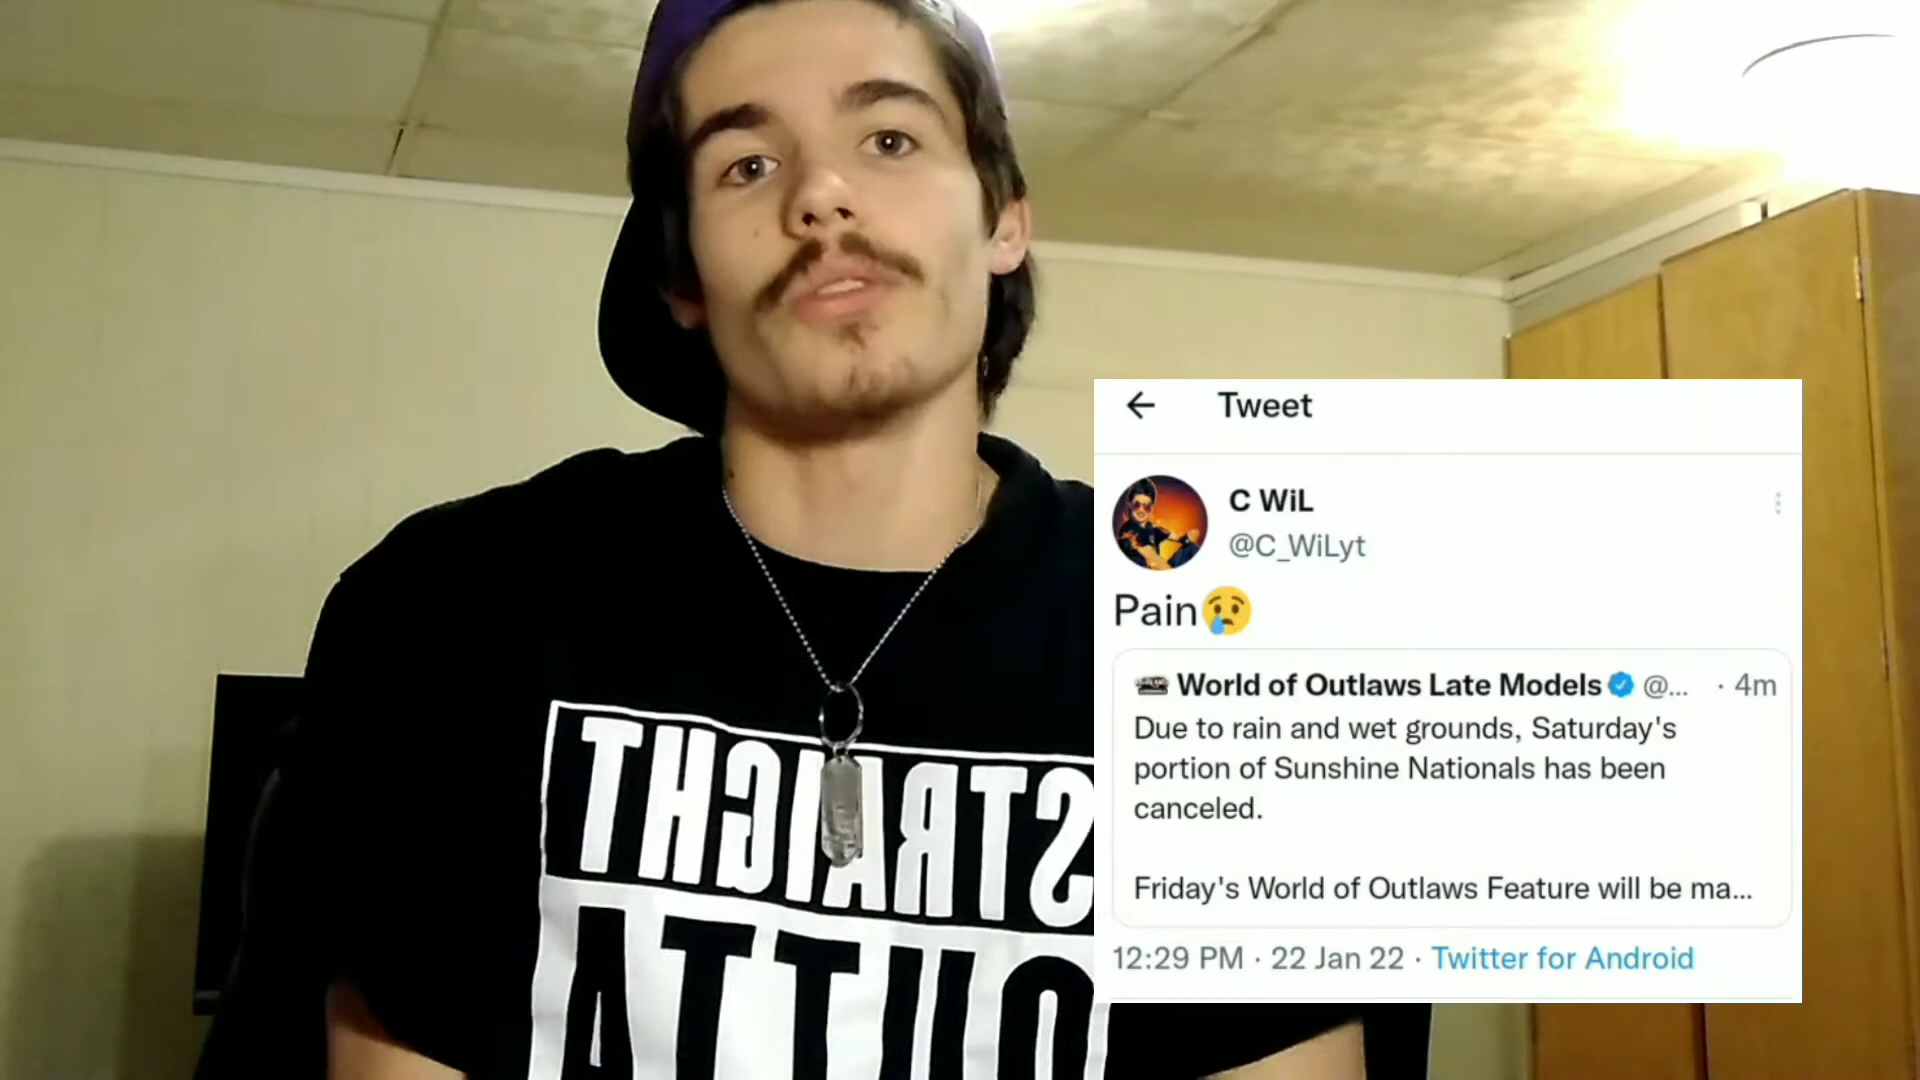 STRAIGHT
OUTTA
Tweet
C WiL
@C_WiLyt
Pain😢
World of Outlaws Late Models @... · 4m
Due to rain and wet grounds, Saturday's
portion of Sunshine Nationals has been
canceled.
Friday's World of Outlaws Feature will be ma...
12:29 PM · 22 Jan 22 · Twitter for Android